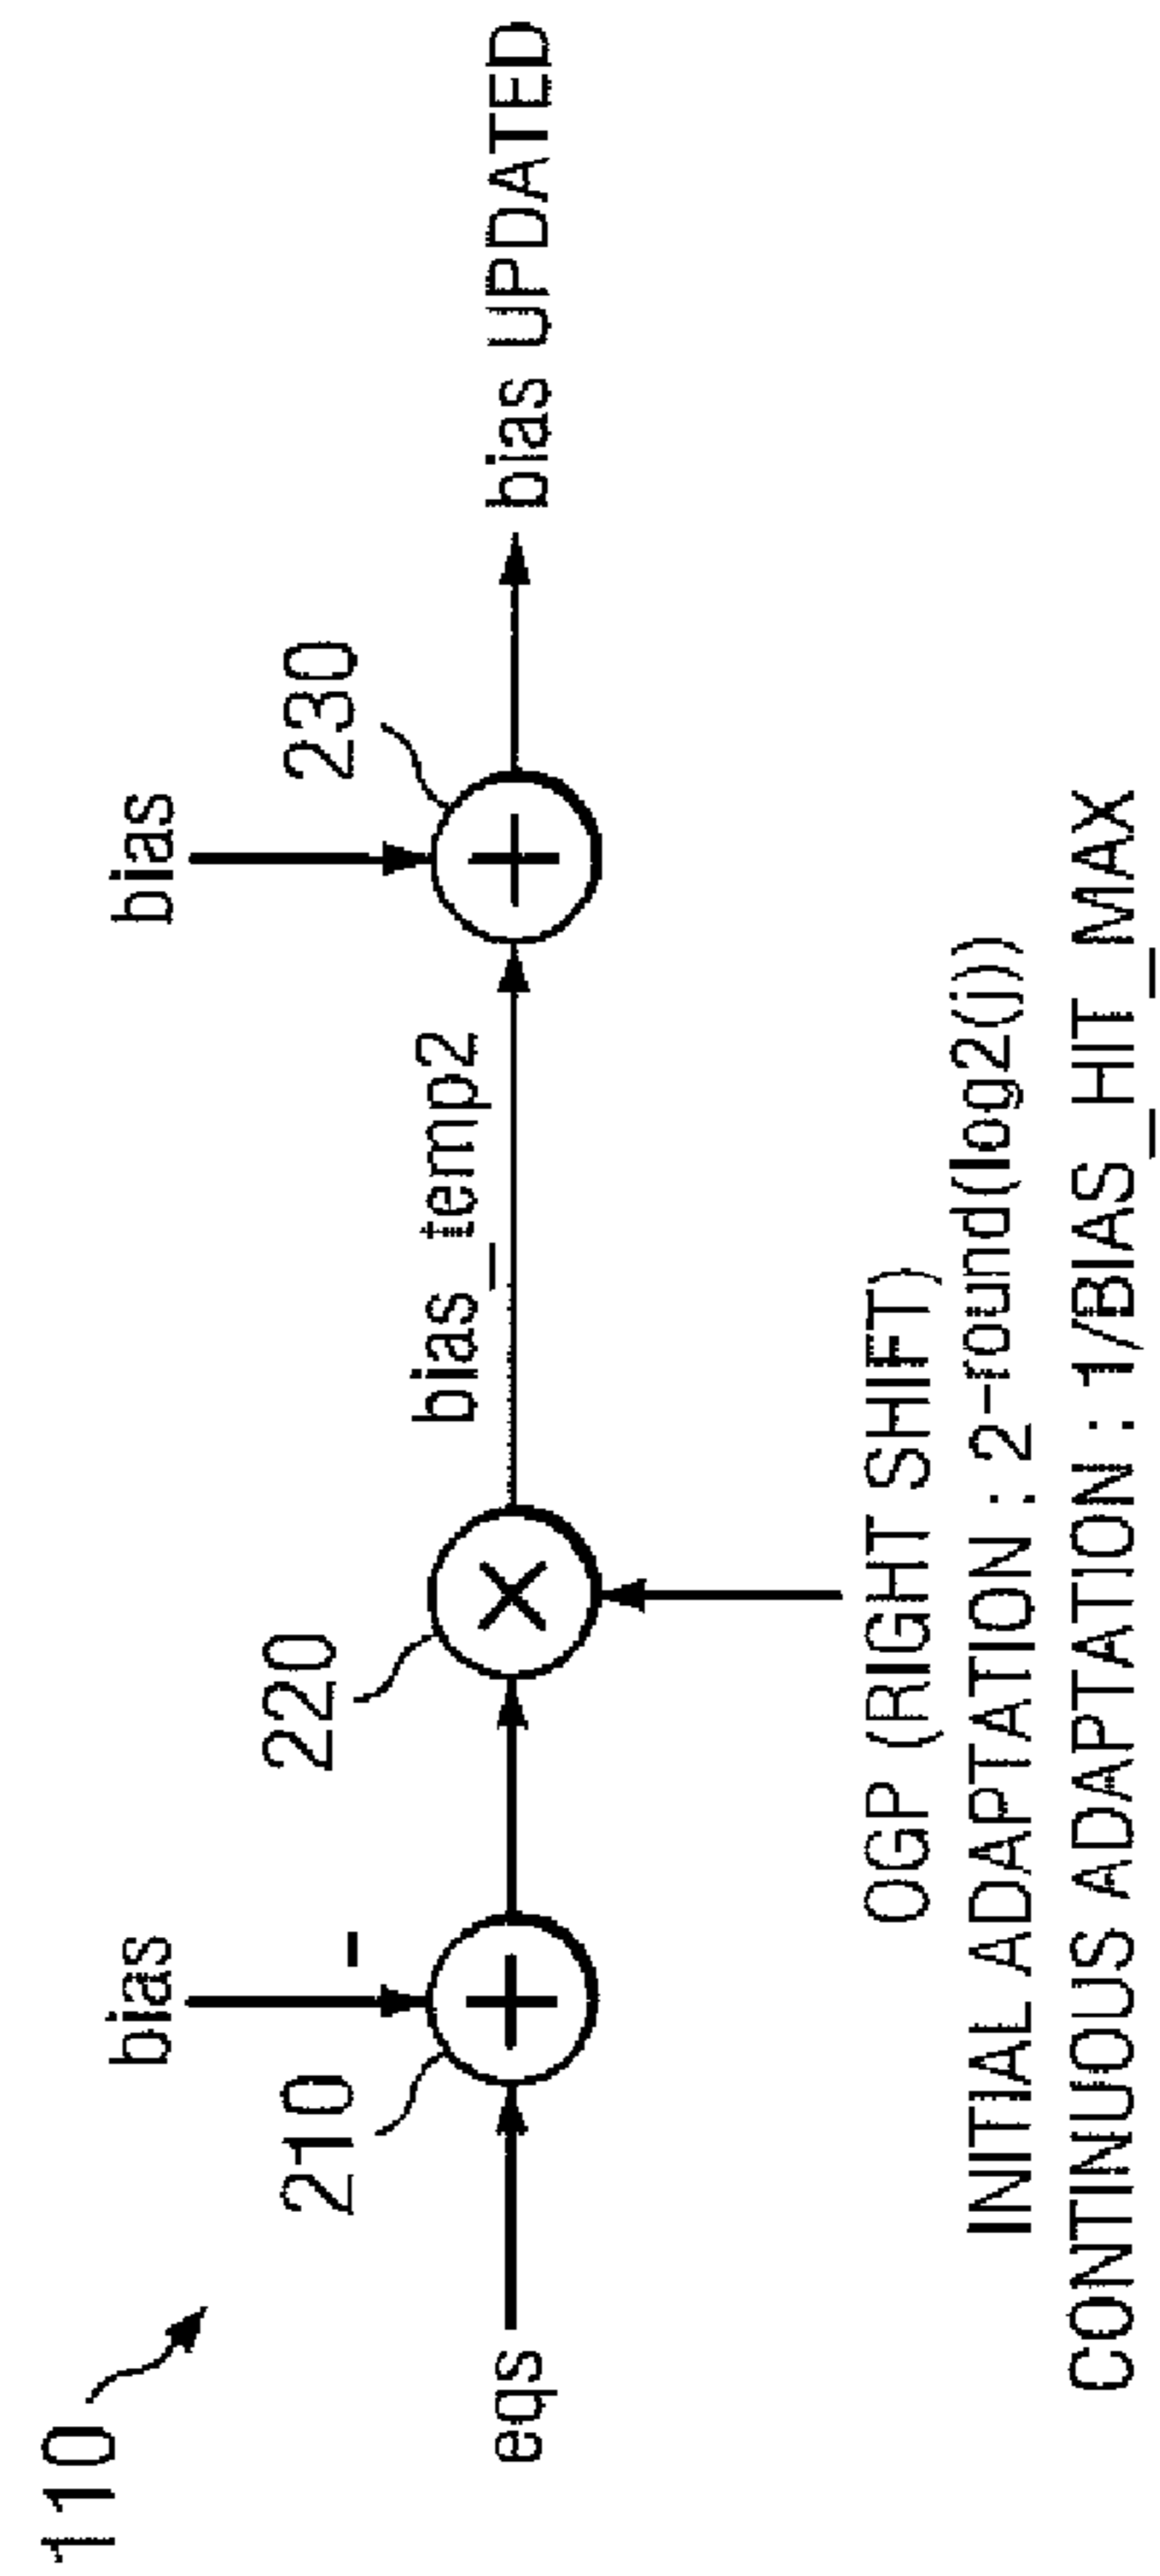 110
bias
bias
210
220
230
-
+
×
+
eqs
bias_temp2
bias UPDATED
OGP (RIGHT SHIFT)
INITIAL ADAPTATION : 2-round(log2(j))
CONTINUOUS ADAPTATION : 1/BIAS_HIT_MAX